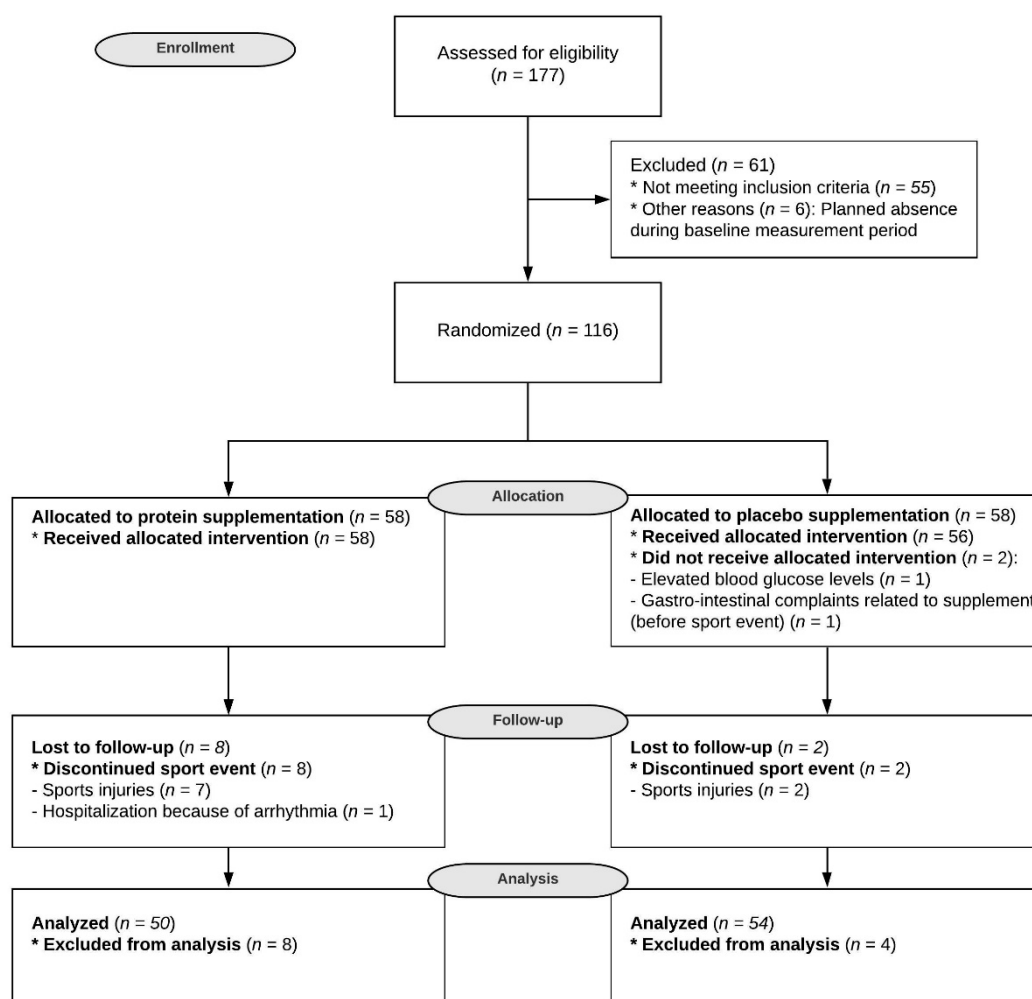 Enrollment
Assessed for eligibility
(n = 177)
Excluded (n = 61)
* Not meeting inclusion criteria (n = 55)
* Other reasons (n = 6): Planned absence
during baseline measurement period
Randomized (n = 116)
Allocation
Allocated to protein supplementation (n = 58)
* Received allocated intervention (n = 58)
Allocated to placebo supplementation (n = 58)
* Received allocated intervention (n = 56)
* Did not receive allocated intervention (n = 2):
- Elevated blood glucose levels (n = 1)
- Gastro-intestinal complaints related to supplement
(before sport event) (n = 1)
Follow-up
Lost to follow-up (n = 8)
* Discontinued sport event (n = 8)
- Sports injuries (n = 7)
- Hospitalization because of arrhythmia (n = 1)
Lost to follow-up (n = 2)
* Discontinued sport event (n = 2)
- Sports injuries (n = 2)
Analysis
Analyzed (n = 50)
* Excluded from analysis (n = 8)
Analyzed (n = 54)
* Excluded from analysis (n = 4)